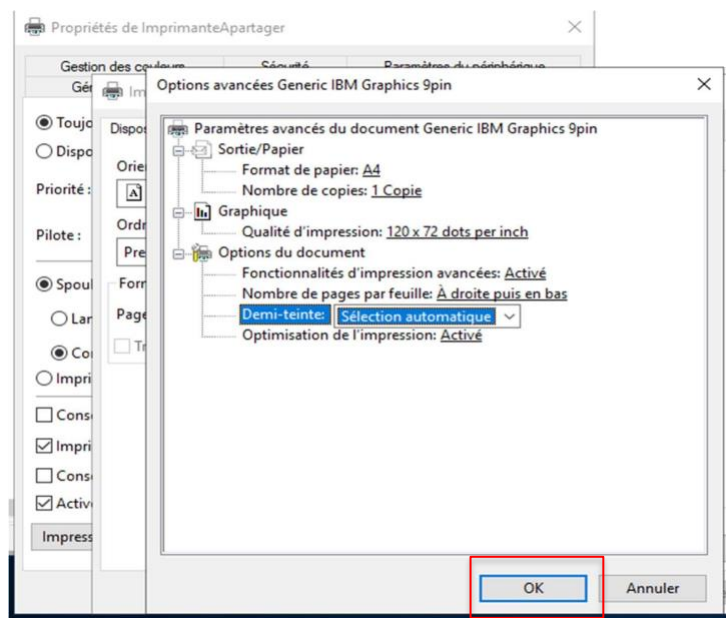 Propriétés de ImprimanteApartager
Gestion des couleurs Sécurité Paramètres du périphérique
Options avancées Generic IBM Graphics 9pin
Paramètres avancés du document Generic IBM Graphics 9pin
Sortie/Papier
Format de papier: A4
Nombre de copies: 1 Copie
Graphique
Qualité d'impression: 120 x 72 dots per inch
Options du document
Fonctionnalités d'impression avancées: Activé
Nombre de pages par feuille: À droite puis en bas
Demi-teinte: Sélection automatique
Optimisation de l'impression: Activé
Gé
Im
Toujo
Dispo
Priorité :
Pilote :
Spoul
Lar
Co
Impri
Cons
Impri
Cons
Activ
Impress
Dispos
Orie
A
Ordr
Pre
Forr
Page
Tr
OK Annuler